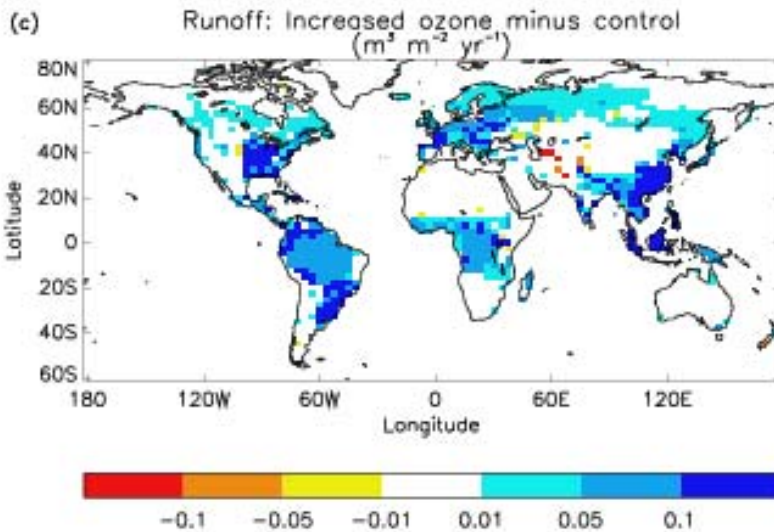 (c) Runoff: Increased ozone minus control
(m³ m⁻² yr⁻¹)
80N
60N
40N
20N
0
20S
40S
60S
Latitude
180 120W 60W 0 60E 120E
Longitude
-0.1 -0.05 -0.01 0.01 0.05 0.1